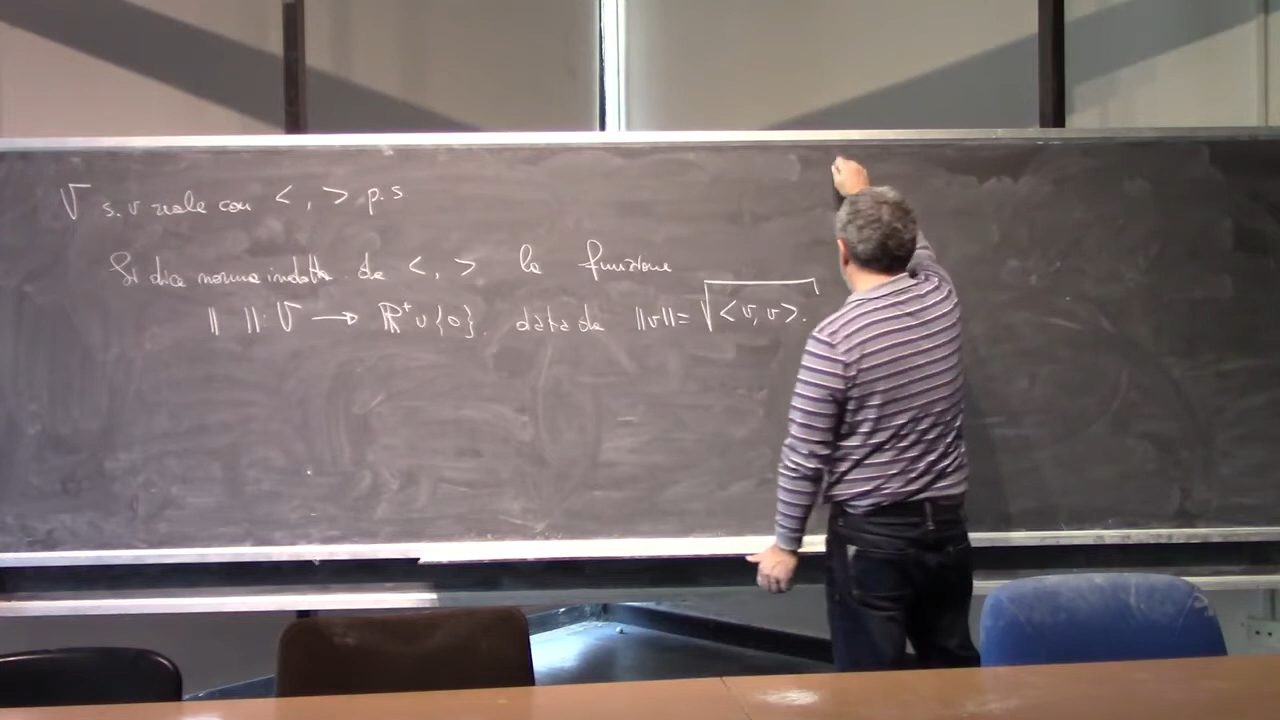 V s.v reale con < , > p.s
Si dice norma indotta da < , > la funzione
|| ||: V → ℝ⁺ ∪ {0}. data da ||v|| = √<v, v>.